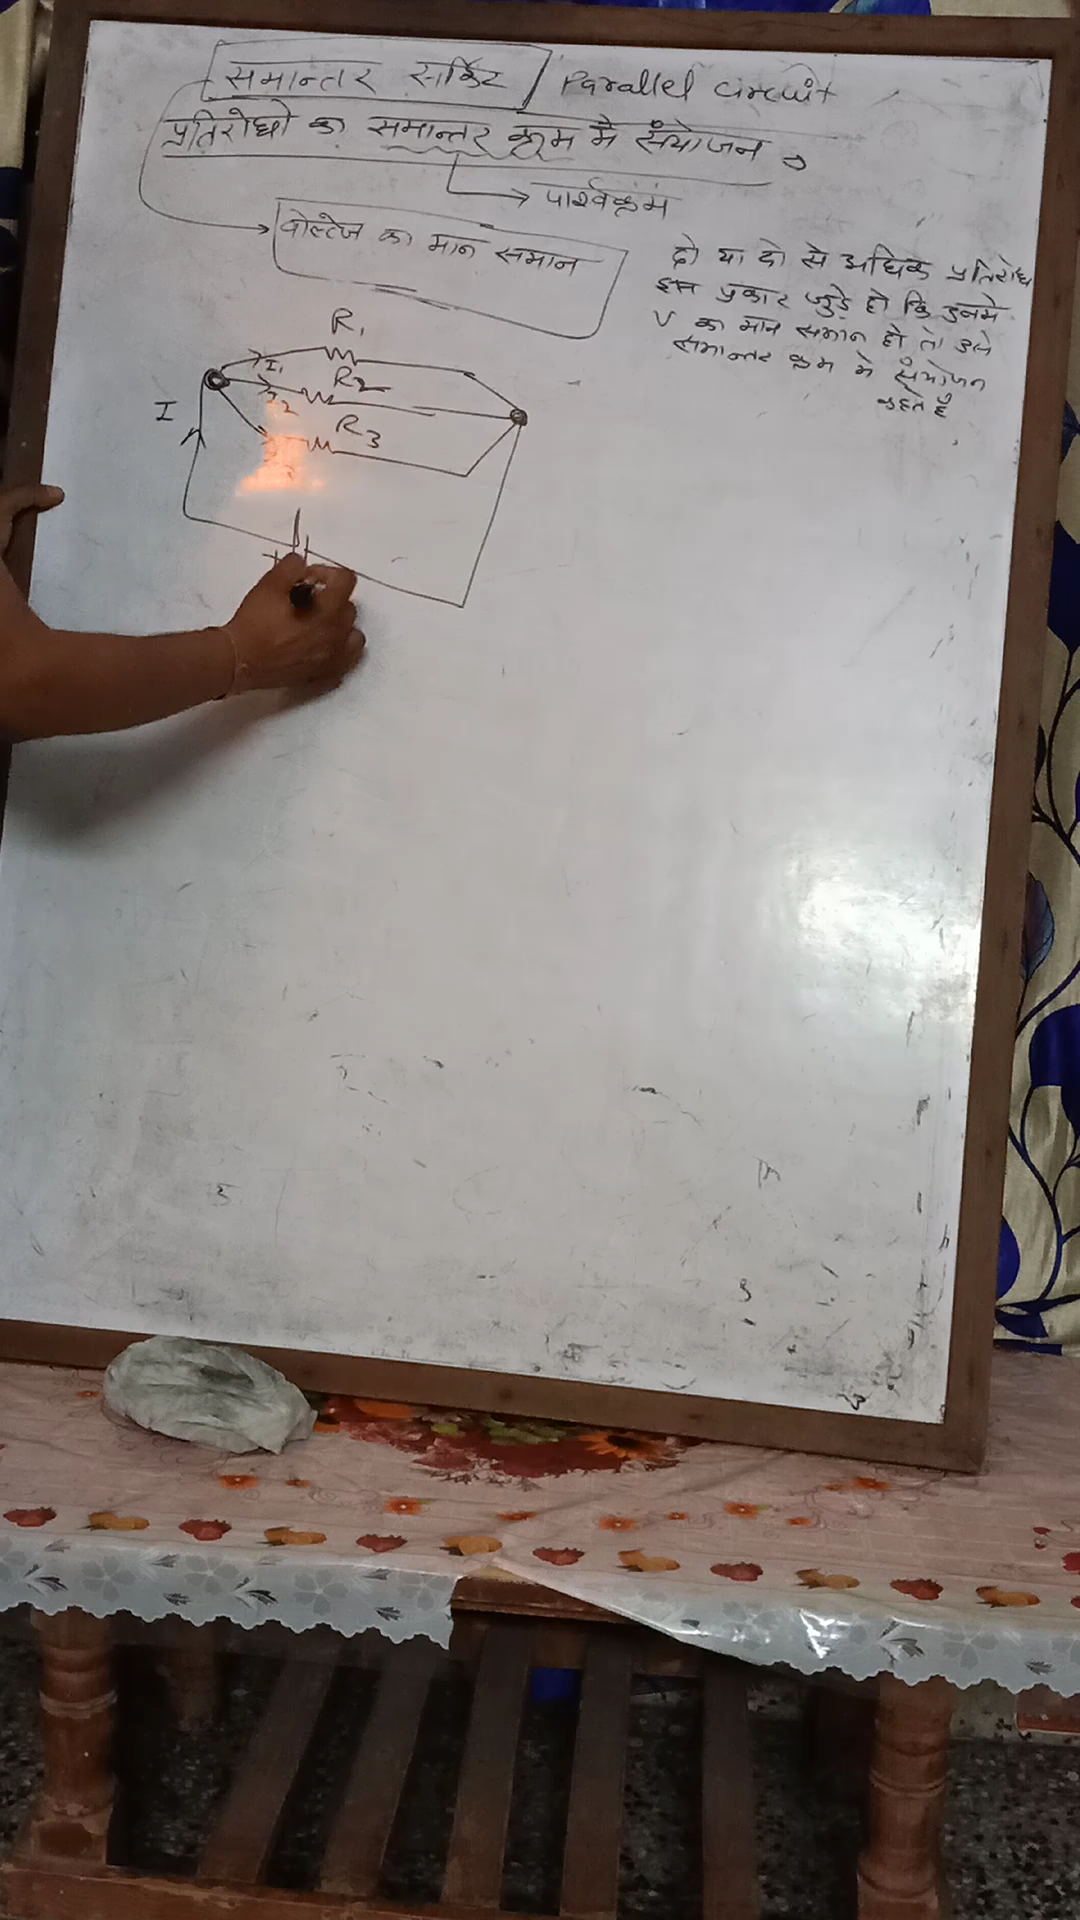 समान्तर सर्किट / Parallel circuit
प्रतिरोधो का समान्तर क्रम मे संयोजन
→ पार्श्वक्रम
वोल्टेज का मान समान
दो या दो से अधिक प्रतिरोध
इस प्रकार जुड़े हो कि इनमे
V का मान समान हो तो उसे
समान्तर क्रम मे संयोजन
कहते है
R1
I1
R2
I2
I
R3
+